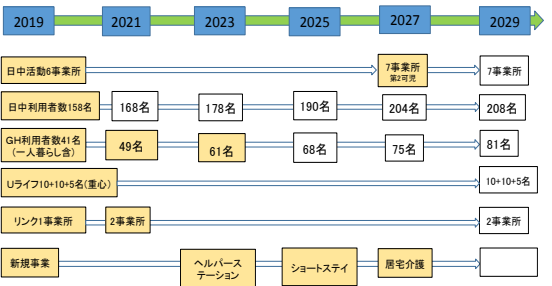 2019 2021 2023 2025 2027 2029
日中活動6事業所 7事業所 7事業所
第2可児
日中利用者数158名 168名 178名 190名 204名 208名
GH利用者数41名 49名 61名 68名 75名 81名
(一人暮らし含)
Uライフ10+10+5名(重心) 10+10+5名
リンク1事業所 2事業所 2事業所
新規事業 ヘルパース ショートステイ 居宅介護
テーション